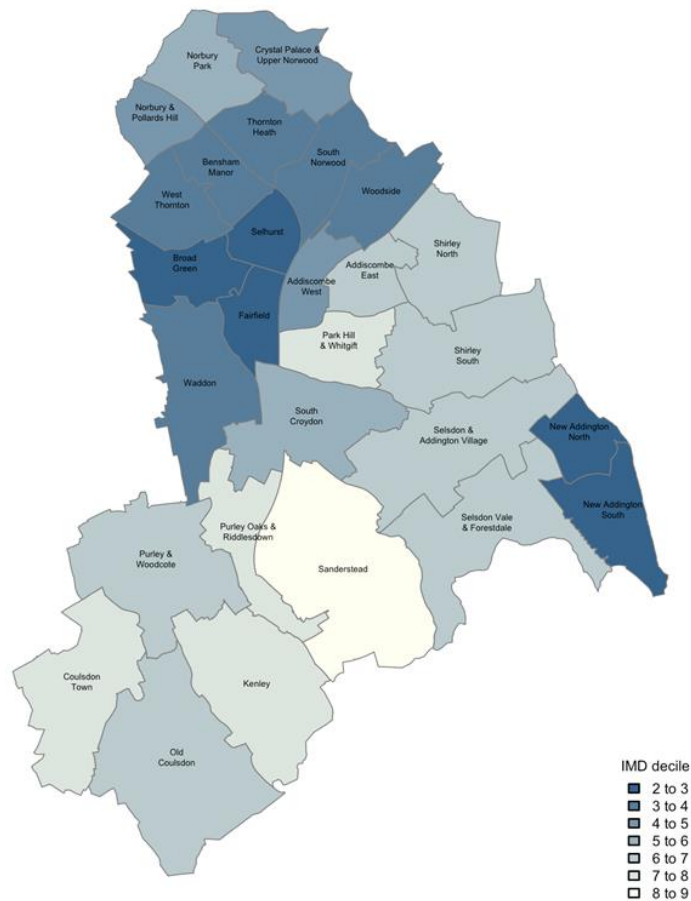 Norbury
Park
Crystal Palace &
Upper Norwood
Norbury &
Pollards Hill
Thornton
Heath
Bensham
Manor
South
Norwood
West
Thornton
Woodside
Selhurst
Broad
Green
Shirley
North
Addiscombe
East
Addiscombe
West
Fairfield
Park Hill
& Whitgift
Shirley
South
Waddon
South
Croydon
Selsdon &
Addington Village
New Addington
North
New Addington
South
Selsdon Vale
& Forestdale
Purley Oaks &
Riddlesdown
Purley &
Woodcote
Sanderstead
Coulsdon
Town
Kenley
Old
Coulsdon
IMD decile
2 to 3
3 to 4
4 to 5
5 to 6
6 to 7
7 to 8
8 to 9